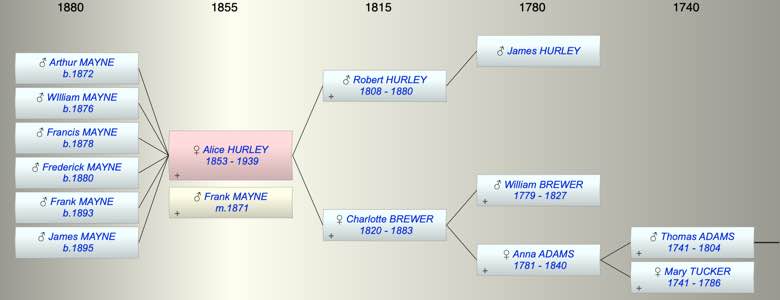 1880 1855 1815 1780 1740
♂ Arthur MAYNE
b.1872
♂ WIlliam MAYNE
b.1876
♂ Francis MAYNE
b.1878
♂ Frederick MAYNE
b.1880
♂ Frank MAYNE
b.1893
♂ James MAYNE
b.1895
♀ Alice HURLEY
1853 - 1939
+
♂ Frank MAYNE
m.1871
+
♂ Robert HURLEY
1808 - 1880
+
♀ Charlotte BREWER
1820 - 1883
+
♂ James HURLEY
♂ William BREWER
1779 - 1827
+
♀ Anna ADAMS
1781 - 1840
+
♂ Thomas ADAMS
1741 - 1804
+
♀ Mary TUCKER
1741 - 1786
+